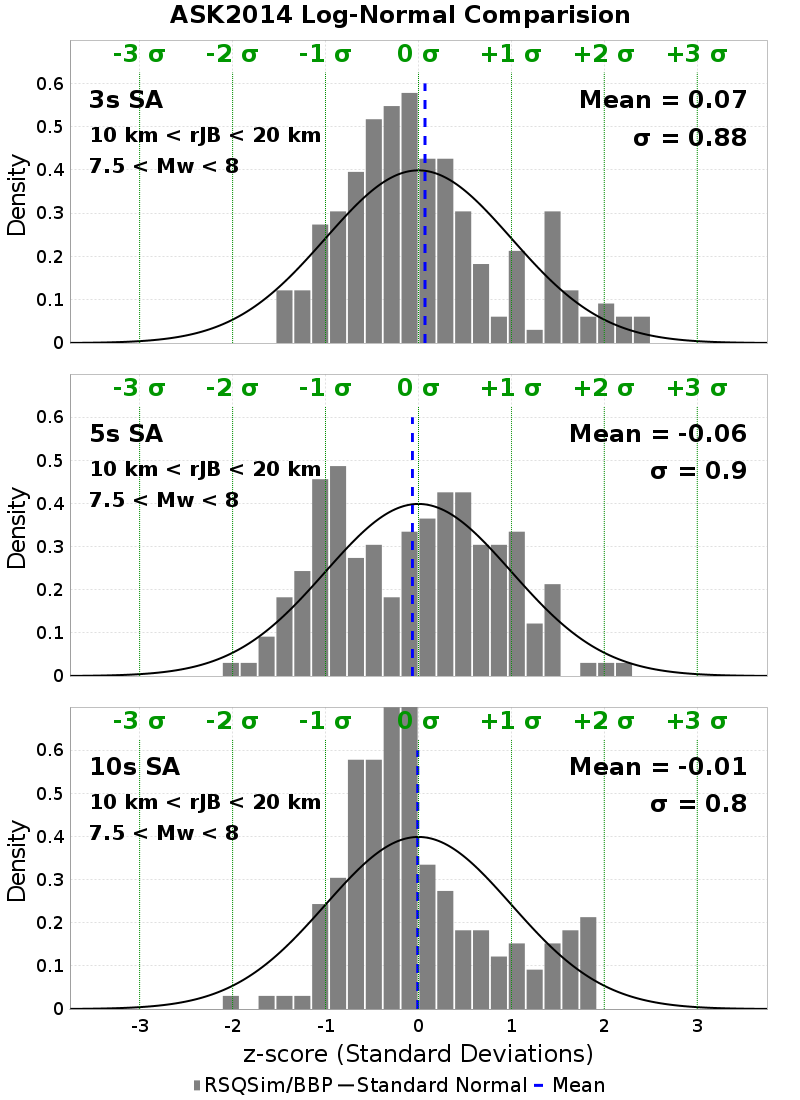 ASK2014 Log-Normal Comparision
-3 σ -2 σ -1 σ 0 σ +1 σ +2 σ +3 σ
3s SA
10 km < rJB < 20 km
7.5 < Mw < 8
Mean = 0.07
σ = 0.88
Density
0.6
0.5
0.4
0.3
0.2
0.1
0
-3 σ -2 σ -1 σ 0 σ +1 σ +2 σ +3 σ
5s SA
10 km < rJB < 20 km
7.5 < Mw < 8
Mean = -0.06
σ = 0.9
Density
0.6
0.5
0.4
0.3
0.2
0.1
0
-3 σ -2 σ -1 σ 0 σ +1 σ +2 σ +3 σ
10s SA
10 km < rJB < 20 km
7.5 < Mw < 8
Mean = -0.01
σ = 0.8
Density
0.6
0.5
0.4
0.3
0.2
0.1
0
-3 -2 -1 0 1 2 3
z-score (Standard Deviations)
RSQSim/BBP Standard Normal Mean